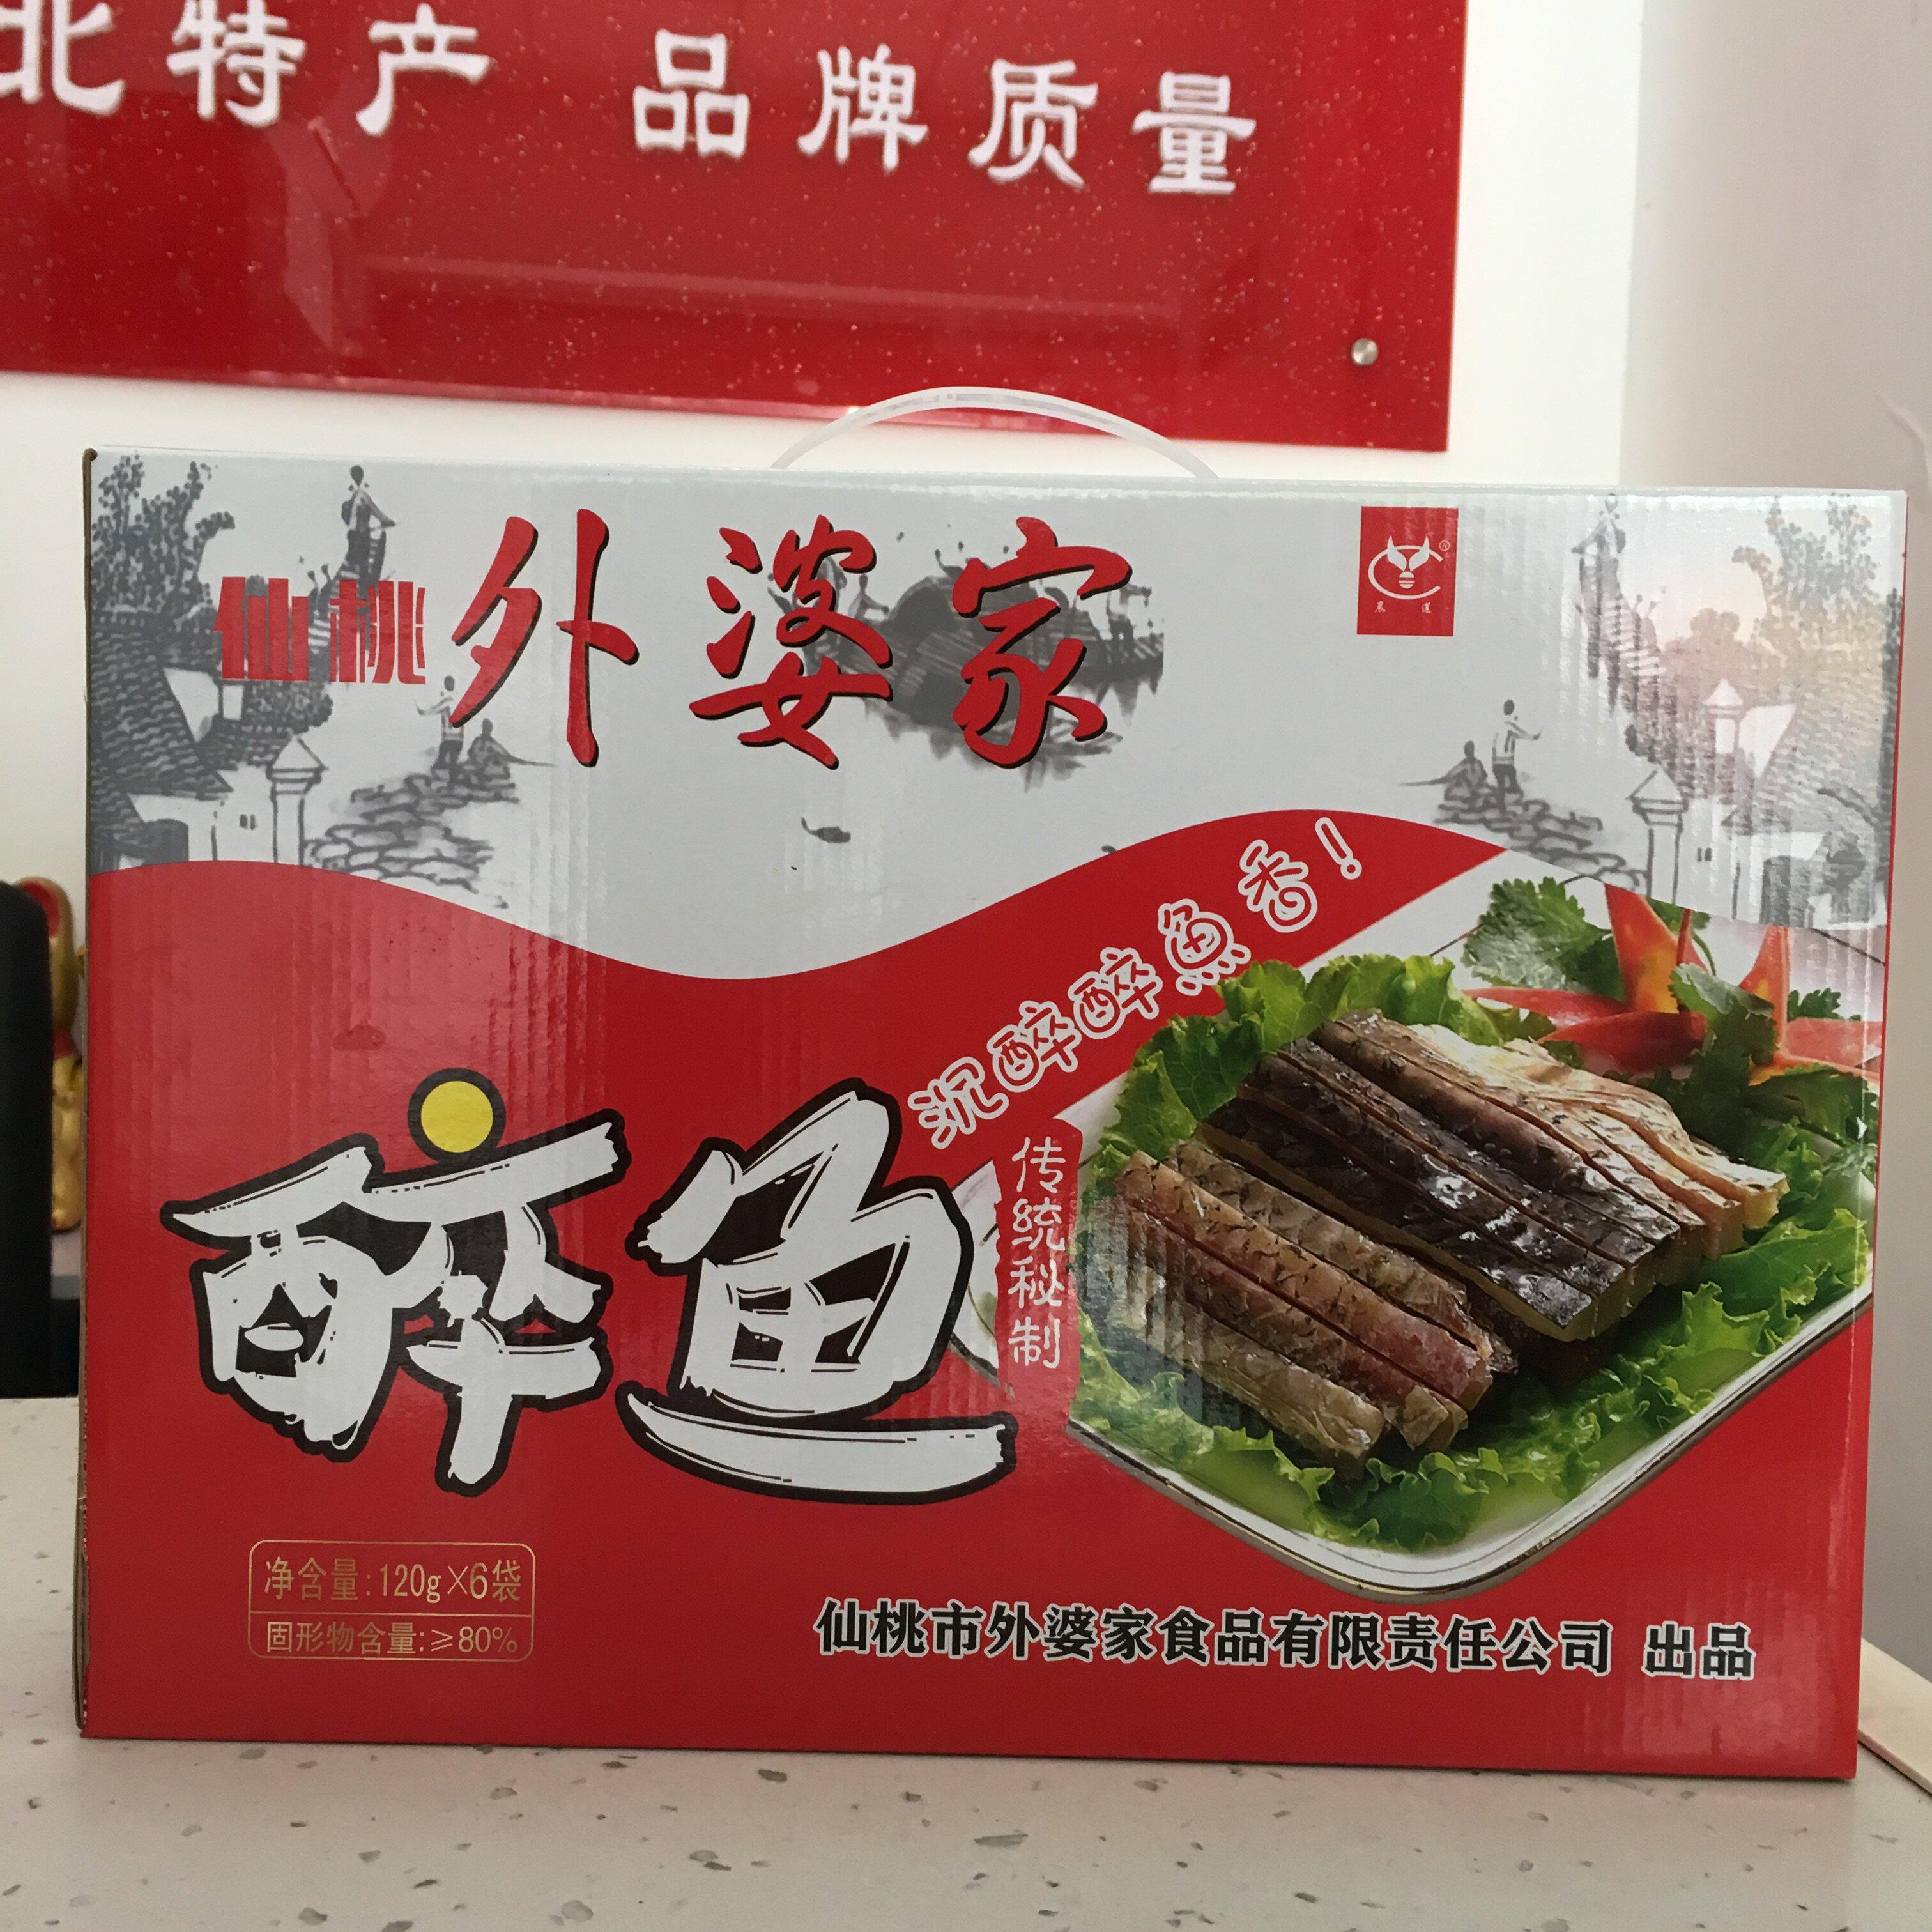 北特产 品牌质量
仙桃 外婆家
晨道
沉醉醉鱼香！
醉鱼
传统秘制
净含量:120g×6袋
固形物含量:≥80%
仙桃市外婆家食品有限责任公司 出品